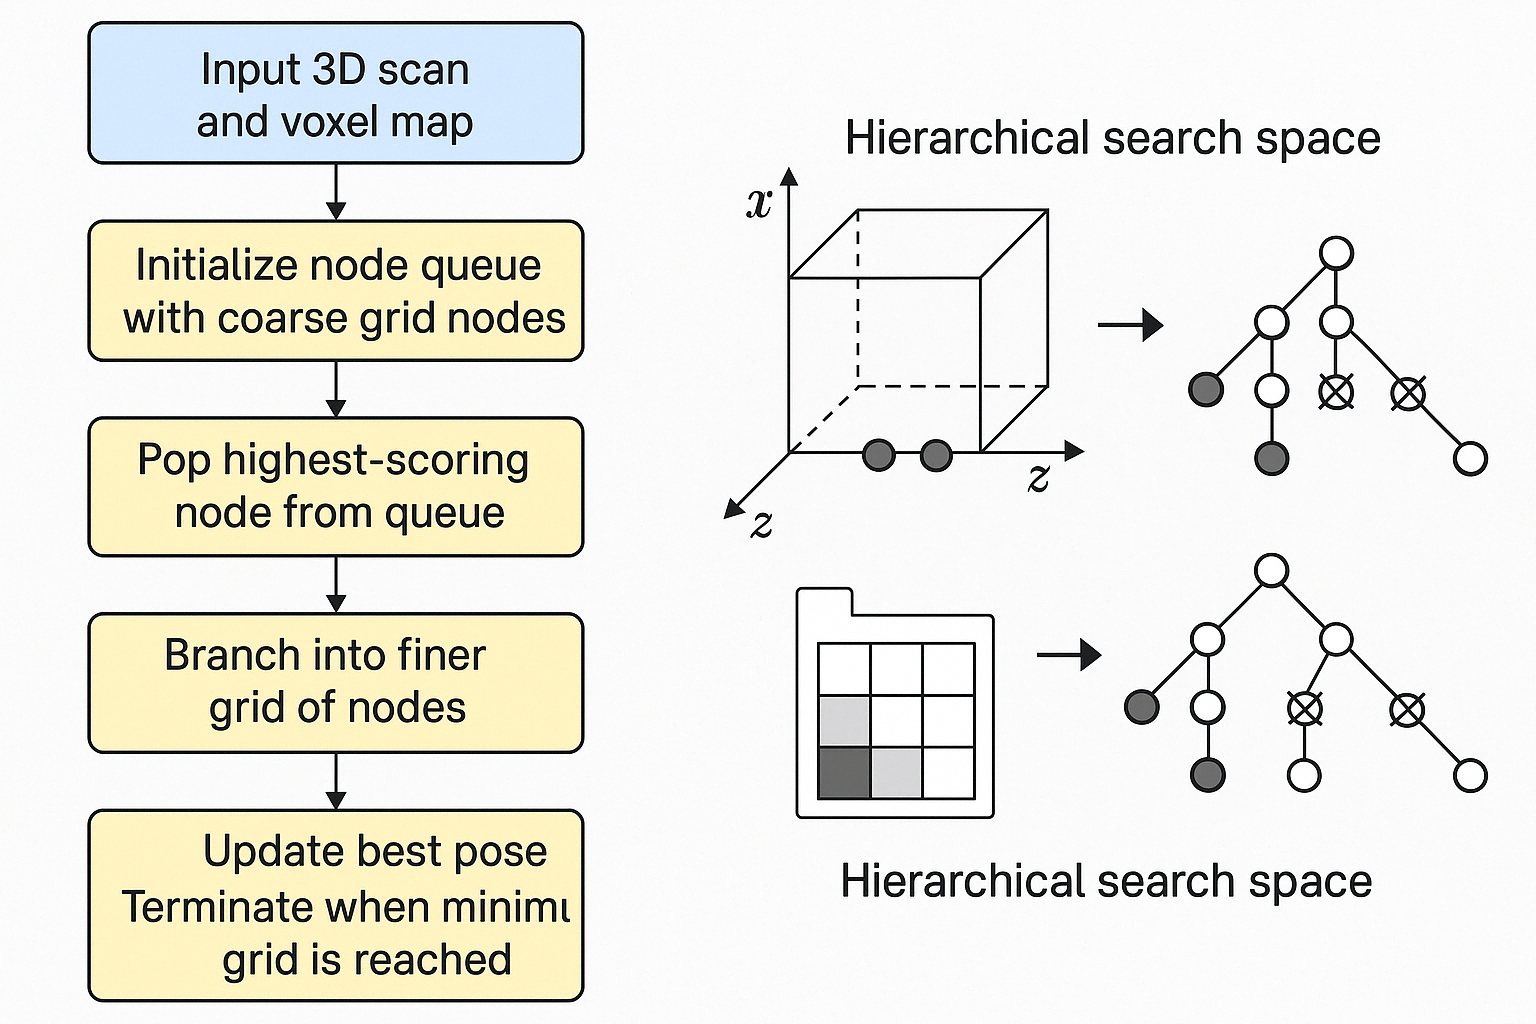 Input 3D scan
and voxel map
Initialize node queue
with coarse grid nodes
Pop highest-scoring
node from queue
Branch into finer
grid of nodes
Update best pose
Terminate when minimu
grid is reached
Hierarchical search space
x
z
z
Hierarchical search space